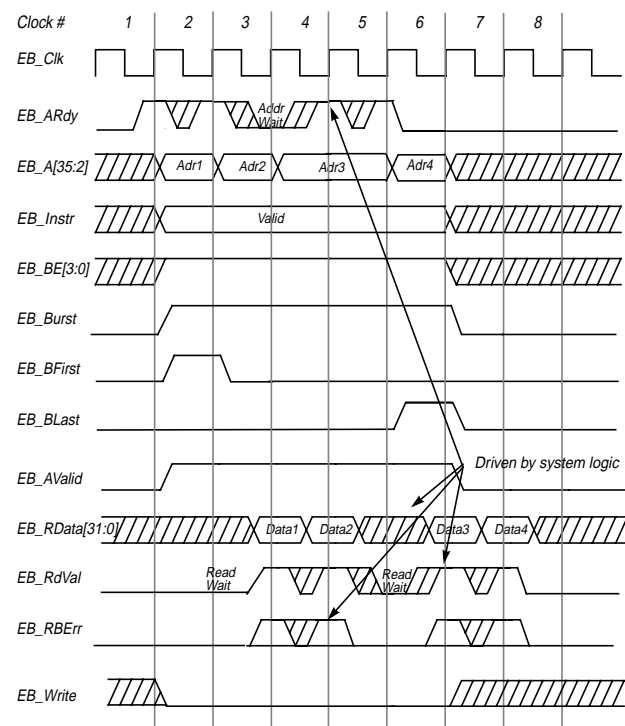 Clock # 1 2 3 4 5 6 7 8
EB_Clk
EB_ARdy Addr
Wait
EB_A[35:2] Adr1 Adr2 Adr3 Adr4
EB_Instr Valid
EB_BE[3:0]
EB_Burst
EB_BFirst
EB_BLast
Driven by system logic
EB_AValid
EB_RData[31:0] Data1 Data2 Data3 Data4
EB_RdVal Read
Wait Read
Wait
EB_RBErr
EB_Write